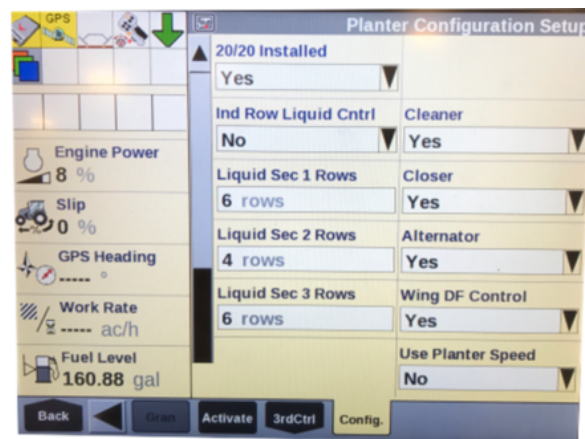 GPS
Planter Configuration Setup
20/20 Installed
Yes
Ind Row Liquid Cntrl
No
Cleaner
Yes
Liquid Sec 1 Rows
6 rows
Closer
Yes
Liquid Sec 2 Rows
4 rows
Alternator
Yes
Liquid Sec 3 Rows
6 rows
Wing DF Control
Yes
Use Planter Speed
No
Engine Power
8 %
Slip
0 %
GPS Heading
----- °
Work Rate
----- ac/h
Fuel Level
160.88 gal
Back
Gran
Activate
3rdCtrl
Config.